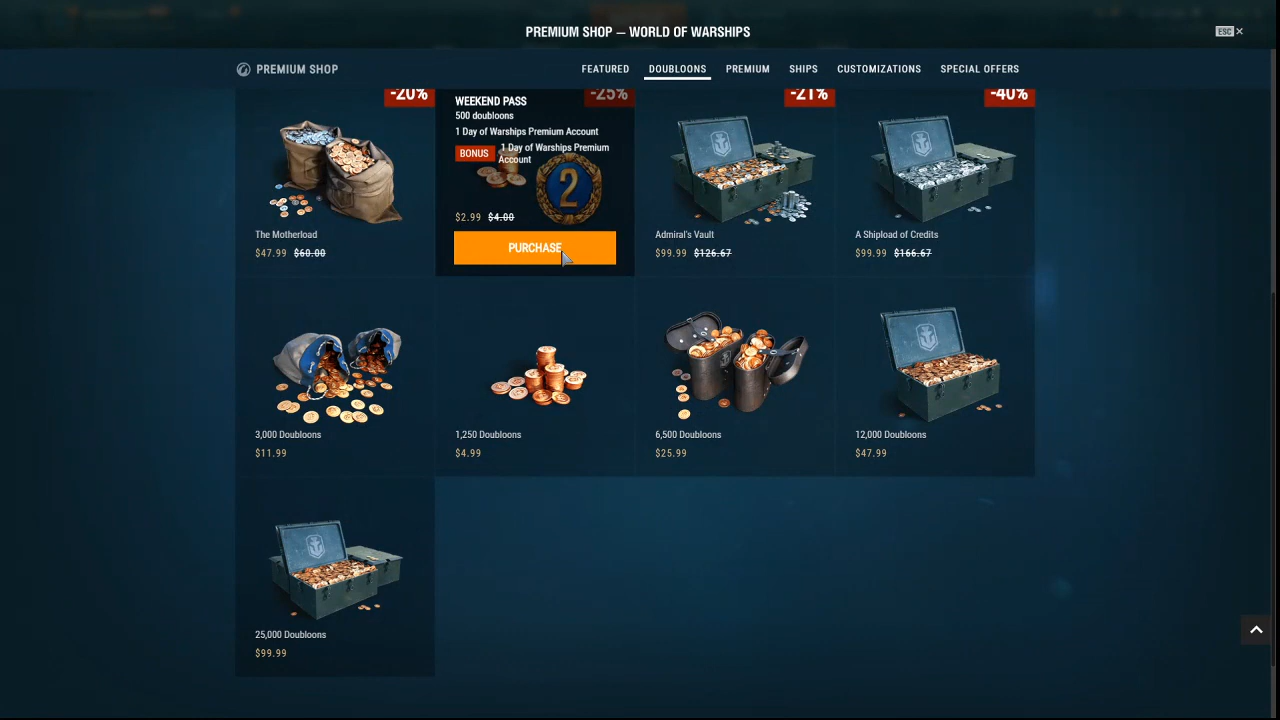 PREMIUM SHOP — WORLD OF WARSHIPS
ESC ×
PREMIUM SHOP
FEATURED
DOUBLOONS
PREMIUM
SHIPS
CUSTOMIZATIONS
SPECIAL OFFERS
-20%
The Motherload
$47.99 $60.00
-25%
WEEKEND PASS
500 doubloons
1 Day of Warships Premium Account
BONUS 1 Day of Warships Premium
Account
2
$2.99 $4.00
PURCHASE
-21%
Admiral's Vault
$99.99 $126.67
-40%
A Shipload of Credits
$99.99 $166.67
3,000 Doubloons
$11.99
1,250 Doubloons
$4.99
6,500 Doubloons
$25.99
12,000 Doubloons
$47.99
25,000 Doubloons
$99.99